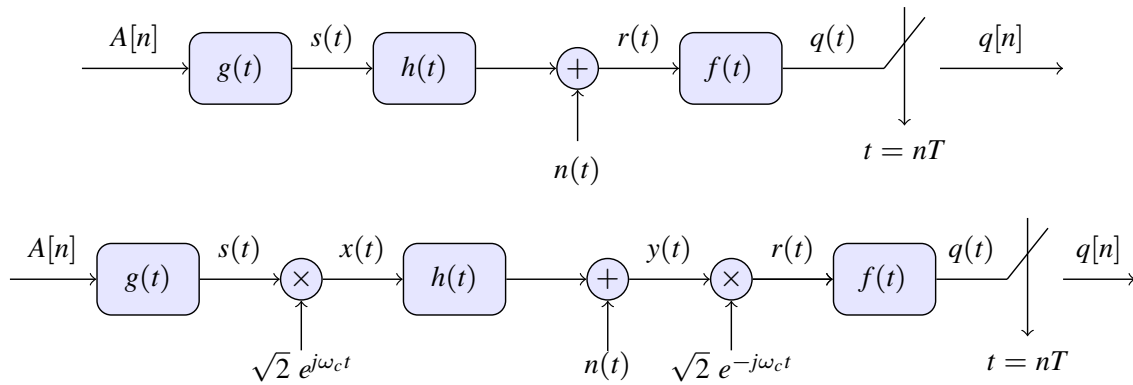 A[n] s(t) r(t) q(t) q[n]
g(t) h(t) + f(t)
n(t) t = nT
A[n] s(t) x(t) y(t) r(t) q(t) q[n]
g(t) × h(t) + × f(t)
√2 e^{jω_c t} n(t) √2 e^{−jω_c t} t = nT